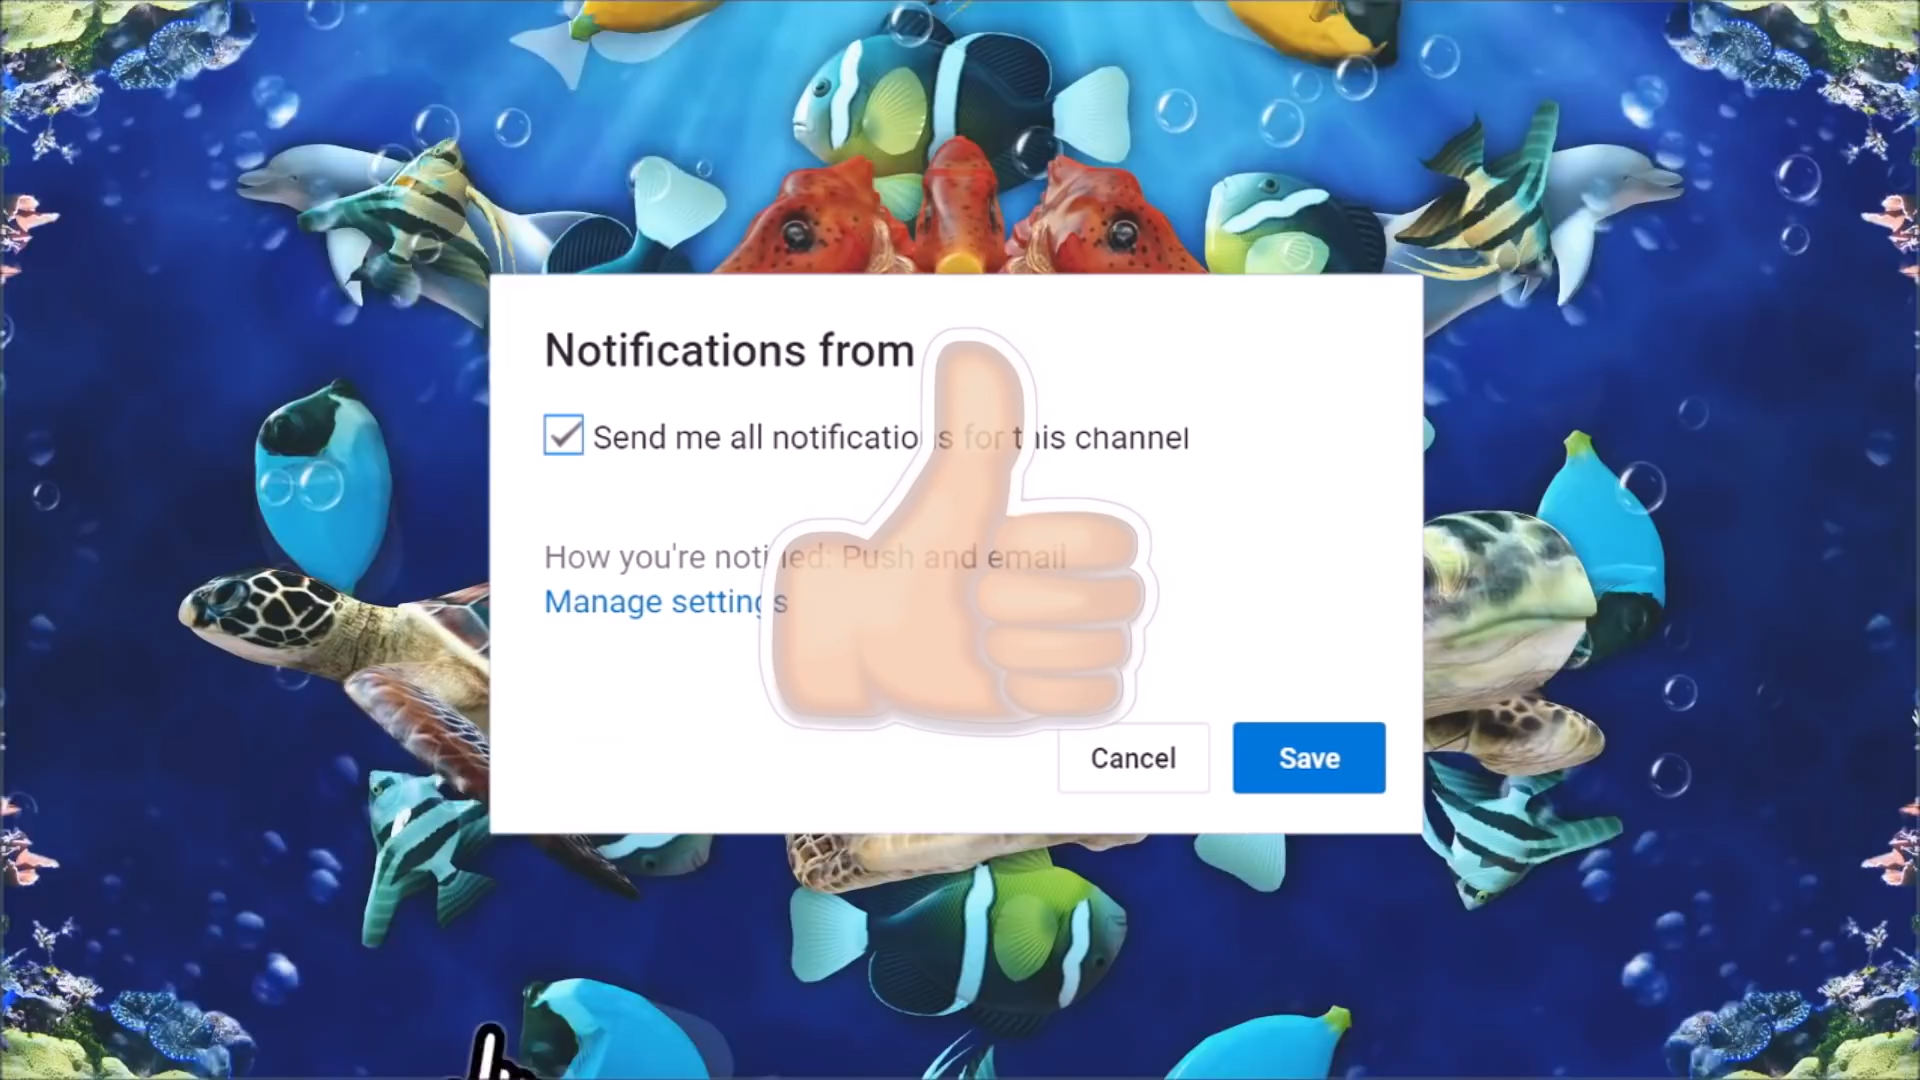 Notifications from
Send me all notifications for this channel
How you're notified: Push and email
Manage settings
Cancel
Save